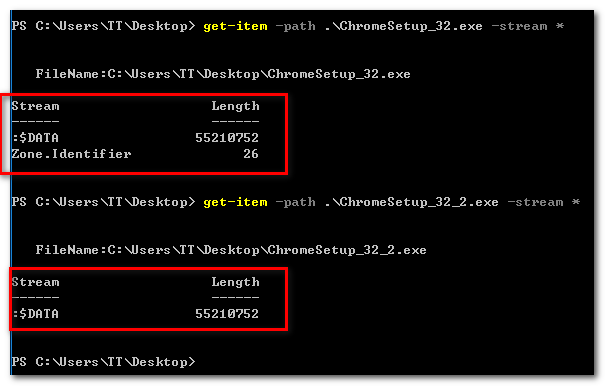 PS C:\Users\TT\Desktop> get-item -path .\ChromeSetup_32.exe -stream *
FileName:C:\Users\TT\Desktop\ChromeSetup_32.exe
Stream Length
------ ------
:$DATA 55210752
Zone.Identifier 26
PS C:\Users\TT\Desktop> get-item -path .\ChromeSetup_32_2.exe -stream *
FileName:C:\Users\TT\Desktop\ChromeSetup_32_2.exe
Stream Length
------ ------
:$DATA 55210752
PS C:\Users\TT\Desktop>